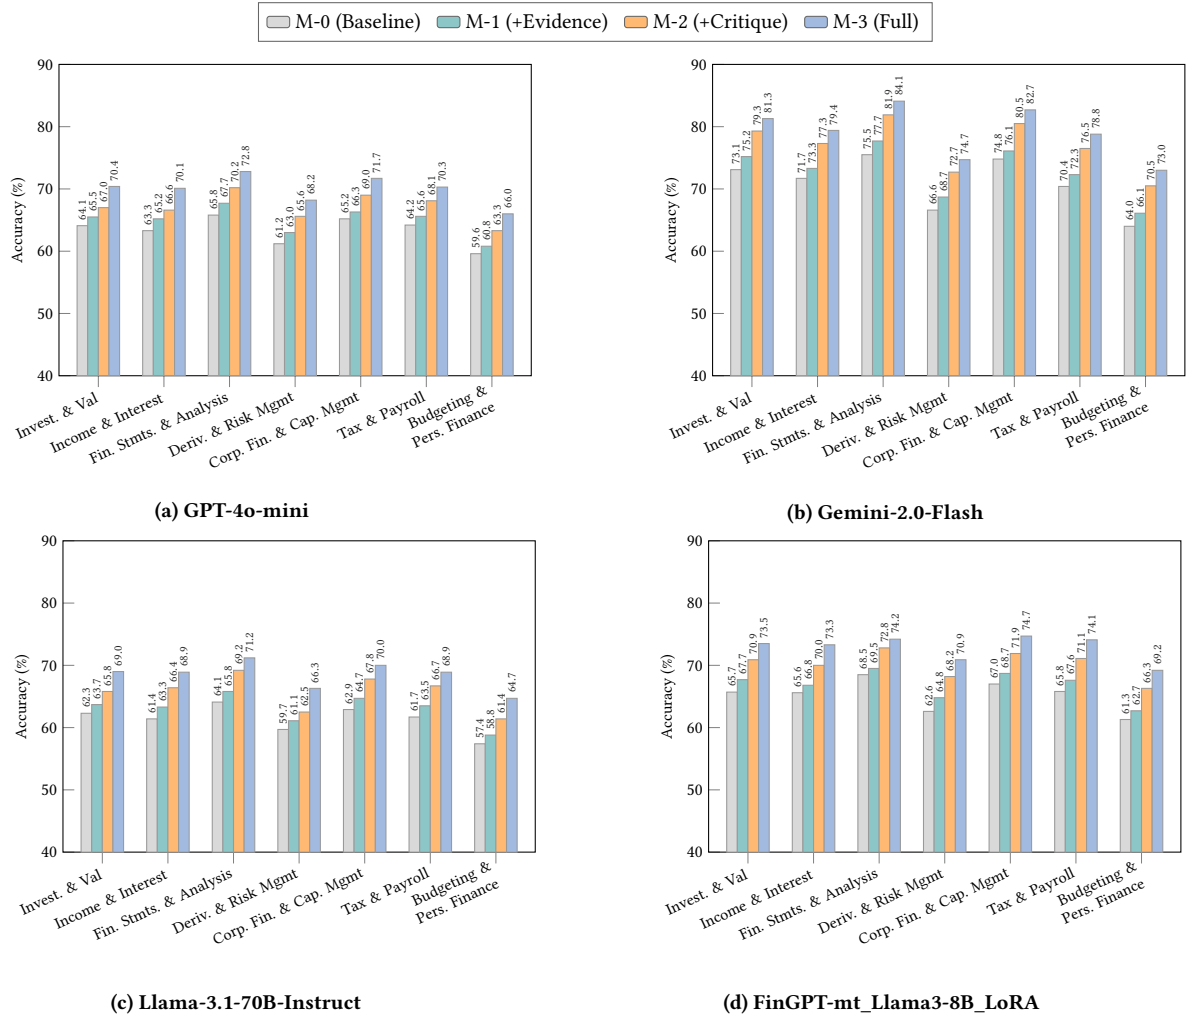 M-0 (Baseline) M-1 (+Evidence) M-2 (+Critique) M-3 (Full)
90
80
70
60
50
40
Accuracy (%)
64.1 65.5 67.0 70.4
63.3 65.2 66.6 70.1
65.8 67.7 70.2 72.8
61.2 63.0 65.6 68.2
65.2 66.3 69.0 71.7
64.2 65.6 68.1 70.3
59.6 60.8 63.3 66.0
Invest. & Val
Income & Interest
Fin. Stmts. & Analysis
Deriv. & Risk Mgmt
Corp. Fin. & Cap. Mgmt
Tax & Payroll
Budgeting &
Pers. Finance
(a) GPT-4o-mini
90
80
70
60
50
40
Accuracy (%)
73.1 75.2 79.3 81.3
71.7 73.3 77.3 79.4
75.5 77.7 81.9 84.1
66.6 68.7 72.7 74.7
74.8 76.1 80.5 82.7
70.4 72.3 76.5 78.8
64.0 66.1 70.5 73.0
Invest. & Val
Income & Interest
Fin. Stmts. & Analysis
Deriv. & Risk Mgmt
Corp. Fin. & Cap. Mgmt
Tax & Payroll
Budgeting &
Pers. Finance
(b) Gemini-2.0-Flash
90
80
70
60
50
40
Accuracy (%)
62.3 63.7 65.8 69.0
61.4 63.3 66.4 68.9
64.1 65.8 69.2 71.2
59.7 61.1 62.5 66.3
62.9 64.7 67.8 70.0
61.7 63.5 66.7 68.9
57.4 58.8 61.4 64.7
Invest. & Val
Income & Interest
Fin. Stmts. & Analysis
Deriv. & Risk Mgmt
Corp. Fin. & Cap. Mgmt
Tax & Payroll
Budgeting &
Pers. Finance
(c) Llama-3.1-70B-Instruct
90
80
70
60
50
40
Accuracy (%)
65.7 67.7 70.9 73.5
65.6 66.8 70.0 73.3
68.5 69.5 72.8 74.2
62.6 64.8 68.2 70.9
67.0 68.7 71.9 74.7
65.8 67.6 71.1 74.1
61.3 62.7 66.3 69.2
Invest. & Val
Income & Interest
Fin. Stmts. & Analysis
Deriv. & Risk Mgmt
Corp. Fin. & Cap. Mgmt
Tax & Payroll
Budgeting &
Pers. Finance
(d) FinGPT-mt_Llama3-8B_LoRA